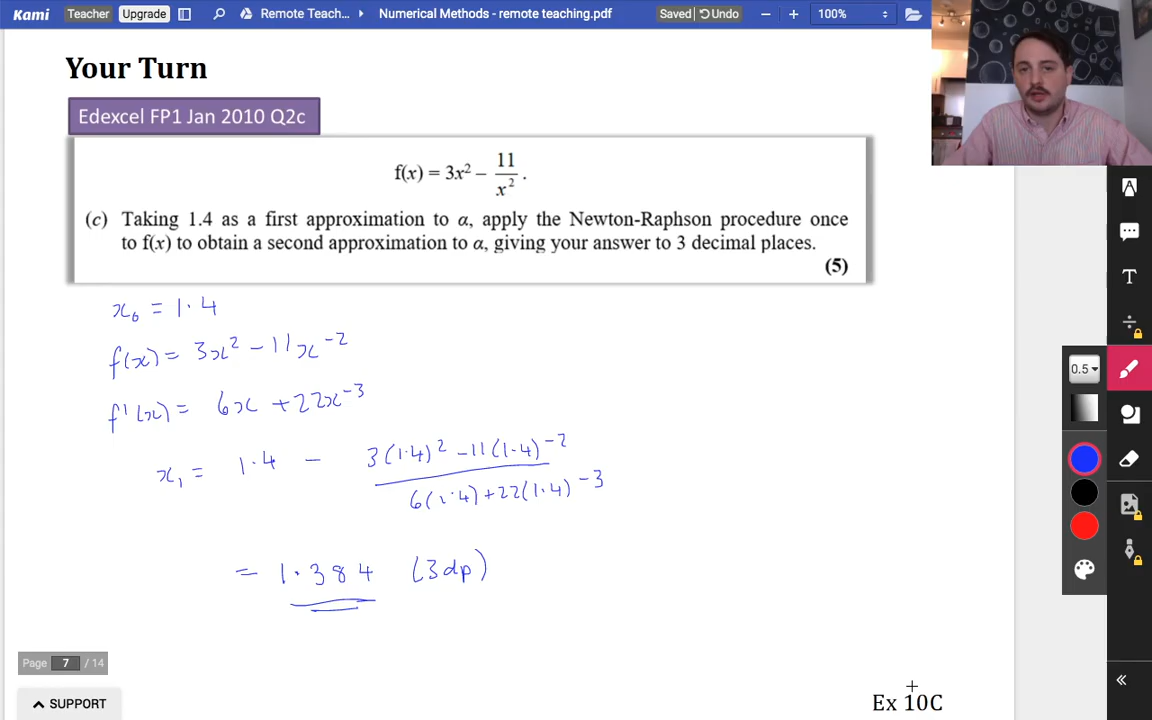 Kami Teacher Upgrade Remote Teach... Numerical Methods - remote teaching.pdf Saved Undo 100%
Your Turn
Edexcel FP1 Jan 2010 Q2c
f(x) = 3x² − 11/x² .
(c) Taking 1.4 as a first approximation to α, apply the Newton-Raphson procedure once
to f(x) to obtain a second approximation to α, giving your answer to 3 decimal places.
(5)
x₀ = 1.4
f(x) = 3x² − 11x⁻²
f'(x) = 6x + 22x⁻³
x₁ = 1.4 − 3(1.4)² − 11(1.4)⁻² / 6(1.4) + 22(1.4)⁻³
= 1.384 (3dp)
0.5
Page 7 / 14
SUPPORT
Ex 10C